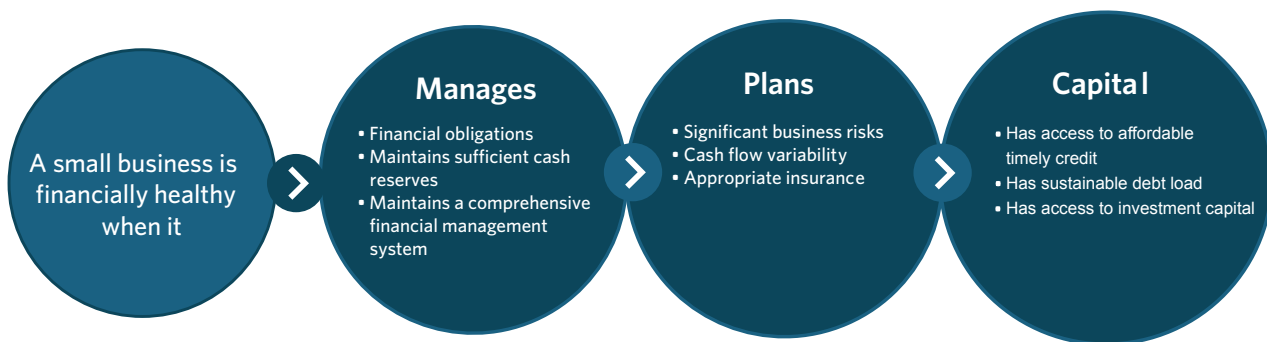 A small business is
financially healthy
when it
Manages
▪ Financial obligations
▪ Maintains sufficient cash
reserves
▪ Maintains a comprehensive
financial management
system
Plans
▪ Significant business risks
▪ Cash flow variability
▪ Appropriate insurance
Capital
▪ Has access to affordable
timely credit
▪ Has sustainable debt load
▪ Has access to investment capital